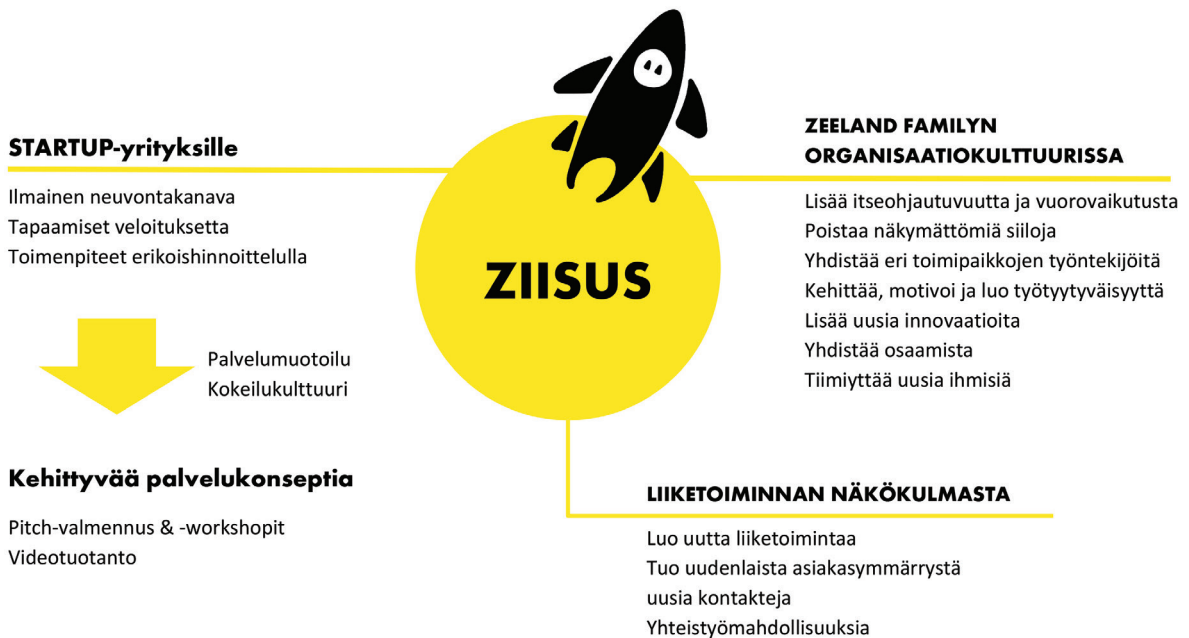 STARTUP-yrityksille
Ilmainen neuvontakanava
Tapaamiset veloituksetta
Toimenpiteet erikoishinnoittelulla
Palvelumuotoilu
Kokeilukulttuuri
Kehittyvää palvelukonseptia
Pitch-valmennus & -workshopit
Videotuotanto
ZIISUS
ZEELAND FAMILYN
ORGANISAATIOKULTTUURISSA
Lisää itseohjautuvuutta ja vuorovaikutusta
Poistaa näkymättömiä siiloja
Yhdistää eri toimipaikkojen työntekijöitä
Kehittää, motivoi ja luo työtyytyväisyyttä
Lisää uusia innovaatioita
Yhdistää osaamista
Tiimiyttää uusia ihmisiä
LIIKETOIMINNAN NÄKÖKULMASTA
Luo uutta liiketoimintaa
Tuo uudenlaista asiakasymmärrystä
uusia kontakteja
Yhteistyömahdollisuuksia